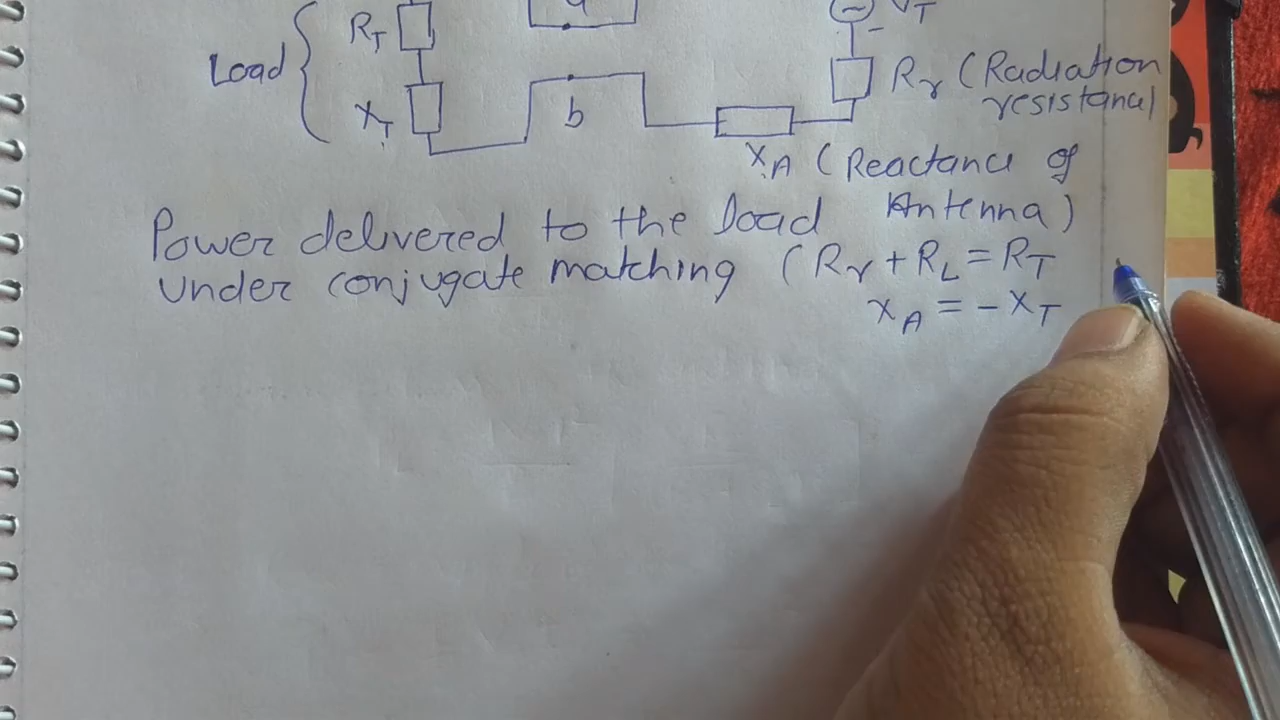 V_T
R_T
Load
R_r (Radiation
resistance)
X_T
b
X_A (Reactance of
Antenna)
Power delivered to the load
under conjugate matching (R_r + R_L = R_T
X_A = - X_T